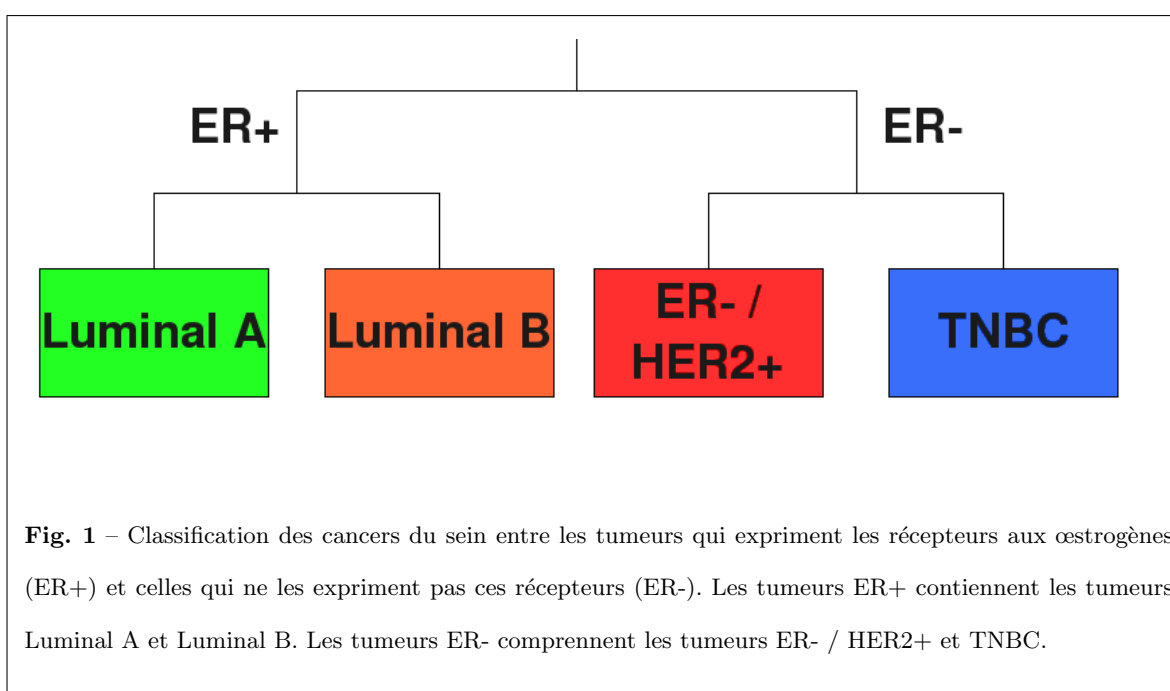 ER+
ER-
Luminal A
Luminal B
ER- /
HER2+
TNBC
Fig. 1 – Classification des cancers du sein entre les tumeurs qui expriment les récepteurs aux œstrogènes
(ER+) et celles qui ne les expriment pas ces récepteurs (ER-). Les tumeurs ER+ contiennent les tumeurs
Luminal A et Luminal B. Les tumeurs ER- comprennent les tumeurs ER- / HER2+ et TNBC.